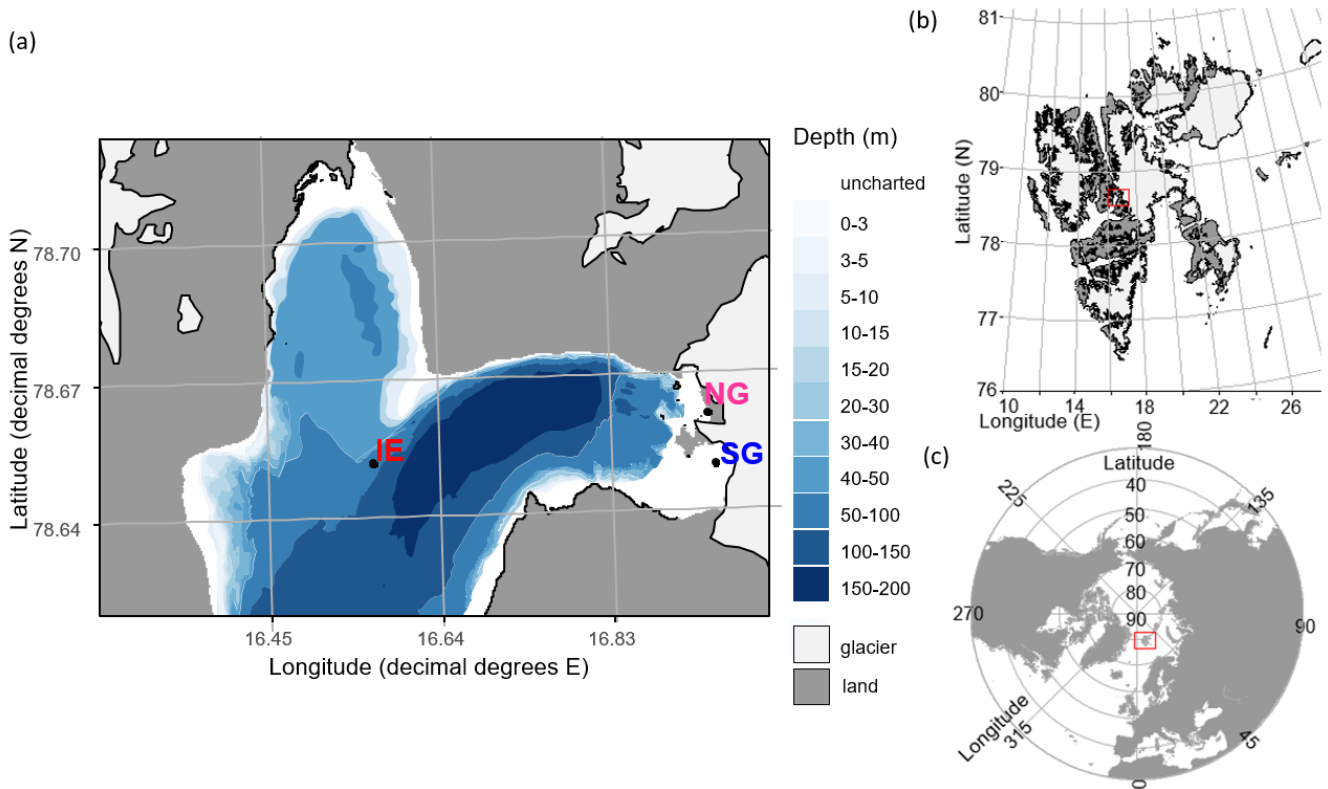 (a)
Latitude (decimal degrees N)
78.70
78.67
78.64
NG
IE
SG
16.45
16.64
16.83
Longitude (decimal degrees E)
Depth (m)
uncharted
0-3
3-5
5-10
10-15
15-20
20-30
30-40
40-50
50-100
100-150
150-200
glacier
land
(b)
Latitude (N)
81
80
79
78
77
76
10
14
16
18
22
26
Longitude (E)
(c)
180
Latitude
225
135
40
50
60
70
80
90
270
90
Longitude
315
45
0